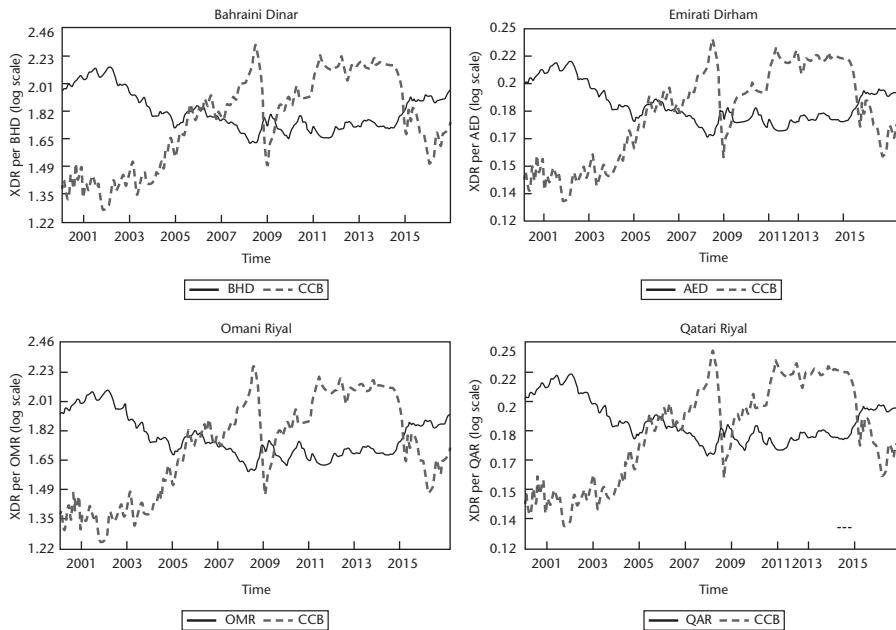 Bahraini Dinar
XDR per BHD (log scale)
2.46
2.23
2.01
1.82
1.65
1.49
1.35
1.22
2001 2003 2005 2007 2009 2011 2013 2015
Time
BHD CCB
Emirati Dirham
XDR per AED (log scale)
0.25
0.22
0.2
0.18
0.17
0.15
0.14
0.12
2001 2003 2005 2007 2009 2011 2013 2015
Time
AED CCB
Omani Riyal
XDR per OMR (log scale)
2.46
2.23
2.01
1.82
1.65
1.49
1.35
1.22
2001 2003 2005 2007 2009 2011 2013 2015
Time
OMR CCB
Qatari Riyal
XDR per QAR (log scale)
0.25
0.22
0.2
0.18
0.17
0.15
0.14
0.12
2001 2003 2005 2007 2009 2011 2013 2015
Time
QAR CCB